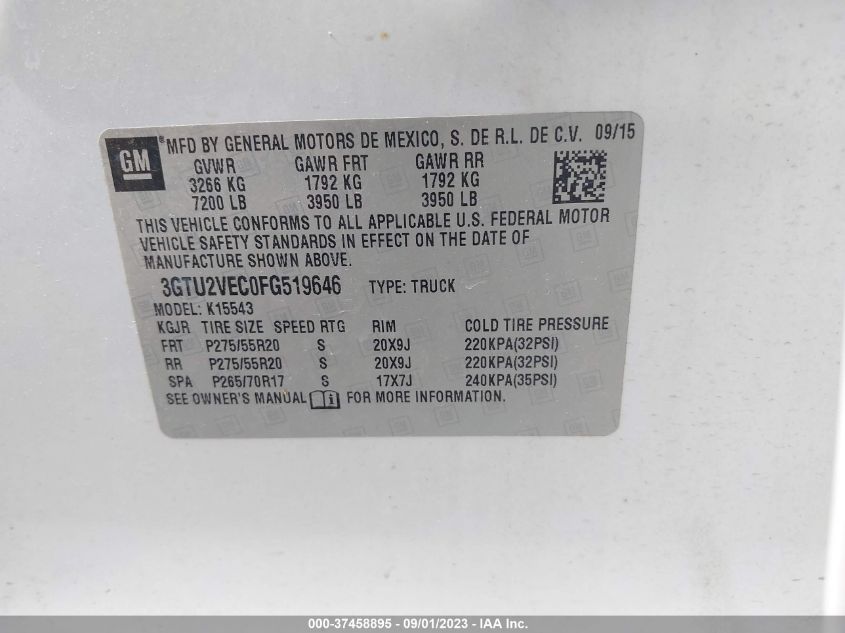 GM
MFD BY GENERAL MOTORS DE MEXICO, S. DE R.L. DE C.V. 09/15
GVWR GAWR FRT GAWR RR
3266 KG 1792 KG 1792 KG
7200 LB 3950 LB 3950 LB
THIS VEHICLE CONFORMS TO ALL APPLICABLE U.S. FEDERAL MOTOR
VEHICLE SAFETY STANDARDS IN EFFECT ON THE DATE OF
MANUFACTURE SHOWN ABOVE.
3GTU2VEC0FG519646 TYPE: TRUCK
MODEL: K15543
KGJR TIRE SIZE SPEED RTG RIM COLD TIRE PRESSURE
FRT P275/55R20 S 20X9J 220KPA(32PSI)
RR P275/55R20 S 20X9J 220KPA(32PSI)
SPA P265/70R17 S 17X7J 240KPA(35PSI)
SEE OWNER'S MANUAL FOR MORE INFORMATION.
000-37458895 - 09/01/2023 - IAA Inc.